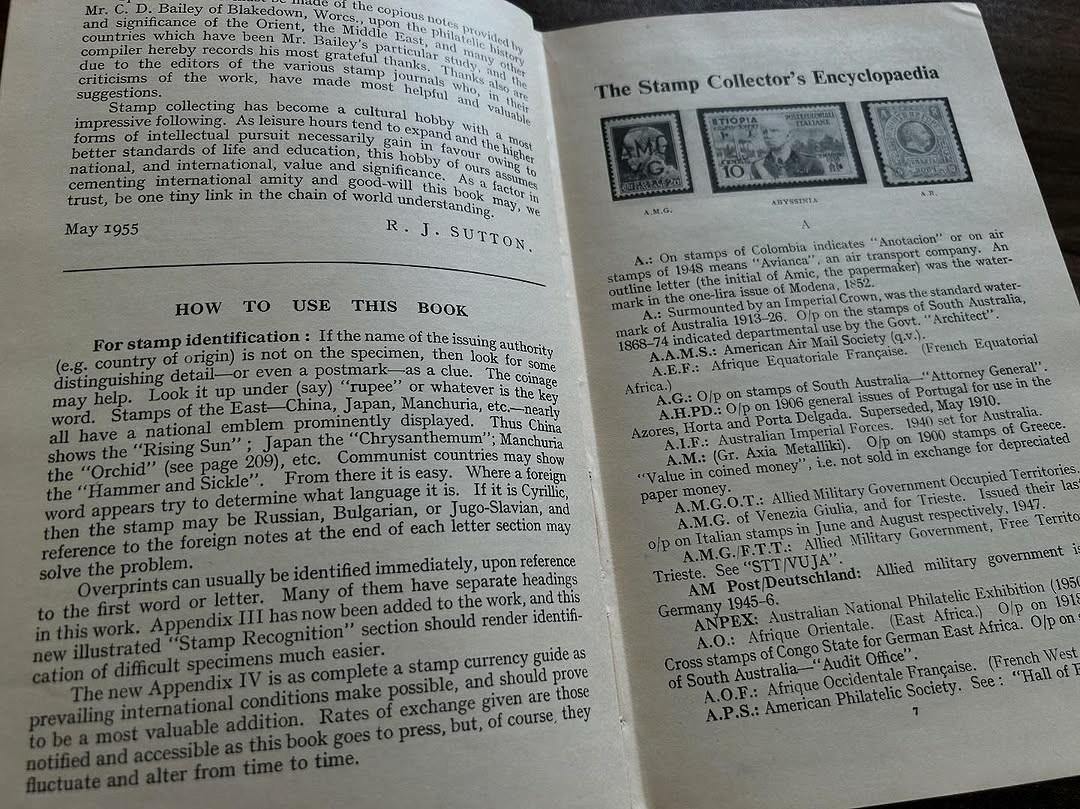 made of the copious notes provided by
Mr. C. D. Bailey of Blakedown, Worcs., upon the philatelic history
and significance of the Orient, the Middle East, and many other
countries which have been Mr. Bailey's particular study, and the
compiler hereby records his most grateful thanks. Thanks also are
due to the editors of the various stamp journals who, in their
criticisms of the work, have made most helpful and valuable
suggestions.
Stamp collecting has become a cultural hobby with a most
impressive following. As leisure hours tend to expand and the higher
forms of intellectual pursuit necessarily gain in favour owing to
better standards of life and education, this hobby of ours assumes
national, and international, value and significance. As a factor in
cementing international amity and good-will this book may, we
trust, be one tiny link in the chain of world understanding.
May 1955 R. J. SUTTON.
HOW TO USE THIS BOOK
For stamp identification : If the name of the issuing authority
(e.g. country of origin) is not on the specimen, then look for some
distinguishing detail—or even a postmark—as a clue. The coinage
may help. Look it up under (say) "rupee" or whatever is the key
word. Stamps of the East—China, Japan, Manchuria, etc.—nearly
all have a national emblem prominently displayed. Thus China
shows the "Rising Sun" ; Japan the "Chrysanthemum"; Manchuria
the "Orchid" (see page 209), etc. Communist countries may show
the "Hammer and Sickle". From there it is easy. Where a foreign
word appears try to determine what language it is. If it is Cyrillic,
then the stamp may be Russian, Bulgarian, or Jugo-Slavian, and
reference to the foreign notes at the end of each letter section may
solve the problem.
Overprints can usually be identified immediately, upon reference
to the first word or letter. Many of them have separate headings
in this work. Appendix III has now been added to the work, and this
new illustrated "Stamp Recognition" section should render identifi-
cation of difficult specimens much easier.
The new Appendix IV is as complete a stamp currency guide as
prevailing international conditions make possible, and should prove
to be a most valuable addition. Rates of exchange given are those
notified and accessible as this book goes to press, but, of course, they
fluctuate and alter from time to time.
The Stamp Collector's Encyclopaedia
AMG
VG
ETIOPIA
POSTE COLONIALI
ITALIANE
10
A.M.G.
ABYSSINIA
A.R.
A
A.: On stamps of Colombia indicates "Anotacion" or on air
stamps of 1948 means "Avianca", an air transport company. An
outline letter (the initial of Amic, the papermaker) was the water-
mark in the one-lira issue of Modena, 1852.
A.: Surmounted by an Imperial Crown, was the standard water-
mark of Australia 1913–26. O/p on the stamps of South Australia,
1868–74 indicated departmental use by the Govt. "Architect".
A.A.M.S.: American Air Mail Society (q.v.).
A.E.F.: Afrique Equatoriale Française. (French Equatorial
Africa.)
A.G.: O/p on stamps of South Australia—"Attorney General".
A.H.PD.: O/p on 1906 general issues of Portugal for use in the
Azores, Horta and Porta Delgada. Superseded, May 1910.
A.I.F.: Australian Imperial Forces. 1940 set for Australia.
A.M.: (Gr. Axia Metalliki). O/p on 1900 stamps of Greece.
"Value in coined money", i.e. not sold in exchange for depreciated
paper money.
A.M.G.O.T.: Allied Military Government Occupied Territories.
A.M.G. of Venezia Giulia, and for Trieste. Issued their last
o/p on Italian stamps in June and August respectively, 1947.
A.M.G./F.T.T.: Allied Military Government, Free Territo
Trieste. See "STT/VUJA".
AM Post/Deutschland: Allied military government i
Germany 1945–6.
ANPEX: Australian National Philatelic Exhibition (1950
A.O.: Afrique Orientale. (East Africa.) O/p on 1918
Cross stamps of Congo State for German East Africa. O/p on
of South Australia—"Audit Office".
A.O.F.: Afrique Occidentale Française. (French West
A.P.S.: American Philatelic Society. See : "Hall of
7